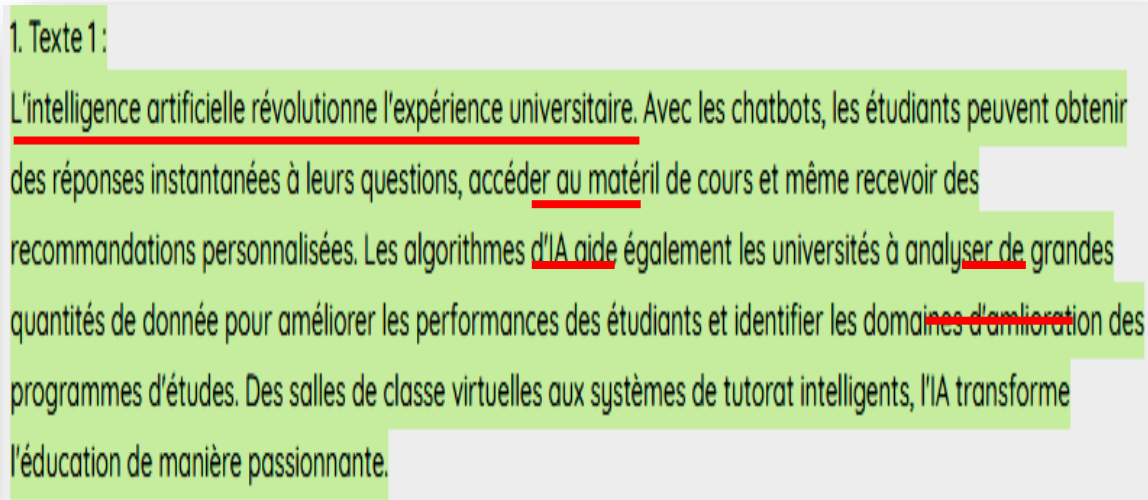 1. Texte 1 :
L'intelligence artificielle révolutionne l'expérience universitaire. Avec les chatbots, les étudiants peuvent obtenir
des réponses instantanées à leurs questions, accéder au matéril de cours et même recevoir des
recommandations personnalisées. Les algorithmes d'IA aide également les universités à analyser de grandes
quantités de donnée pour améliorer les performances des étudiants et identifier les domaines d'amlioration des
programmes d'études. Des salles de classe virtuelles aux systèmes de tutorat intelligents, l'IA transforme
l'éducation de manière passionnante.